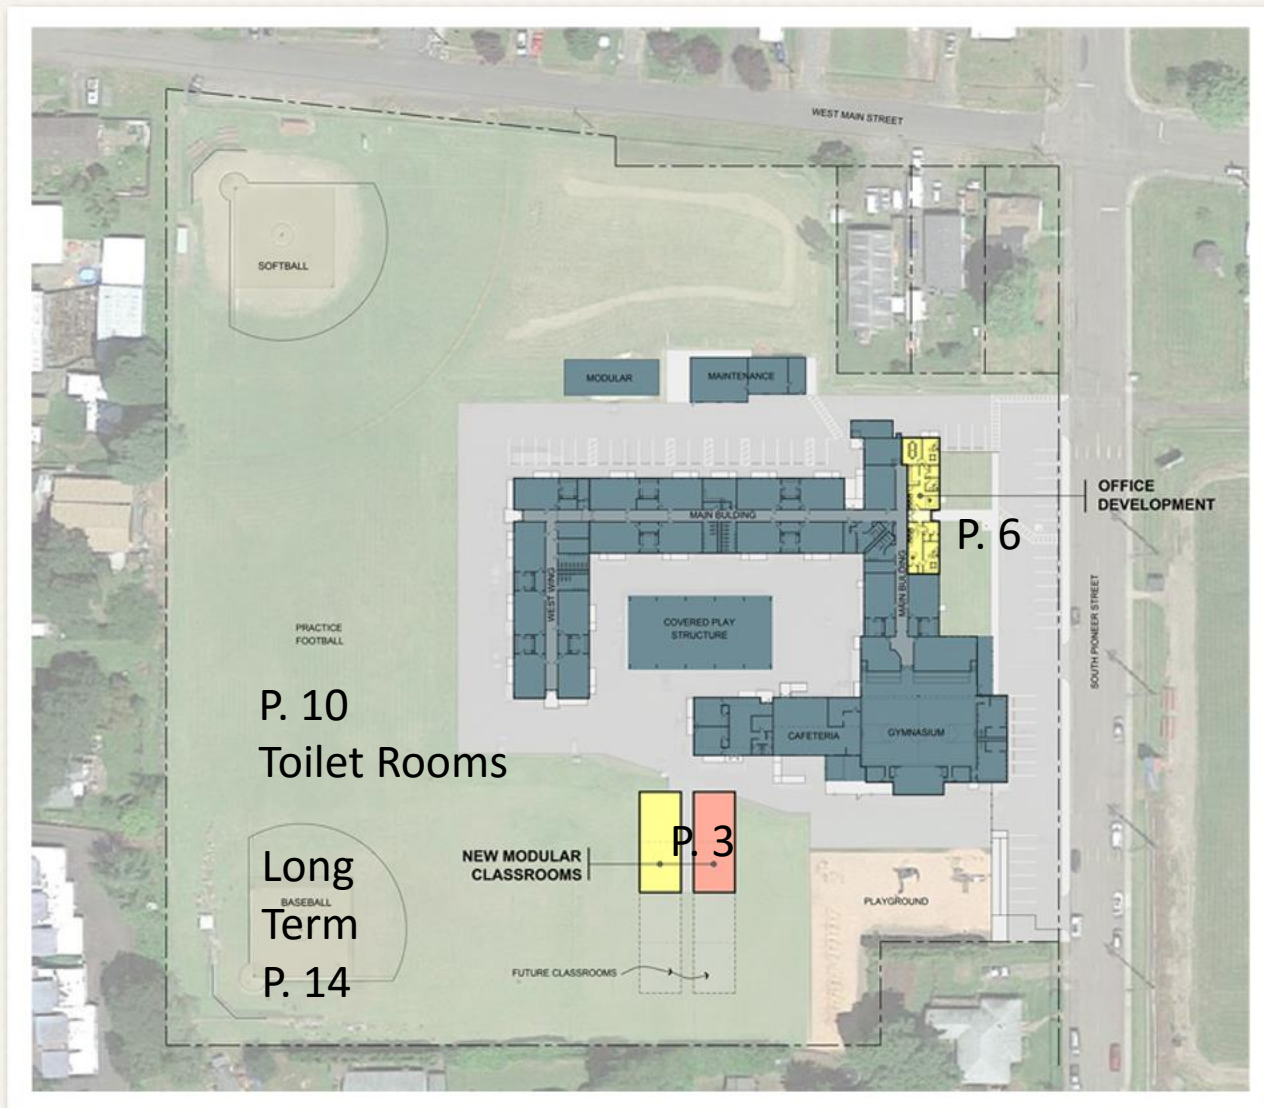 WEST MAIN STREET
SOFTBALL
MODULAR
MAINTENANCE
OFFICE
DEVELOPMENT
MAIN BULDING
P. 6
WEST WING
MAIN BUILDING
COVERED PLAY
STRUCTURE
SOUTH PIONEER STREET
PRACTICE
FOOTBALL
P. 10
Toilet Rooms
CAFETERIA
GYMNASIUM
P. 3
NEW MODULAR
CLASSROOMS
Long
BASEBALL
Term
P. 14
PLAYGROUND
FUTURE CLASSROOMS